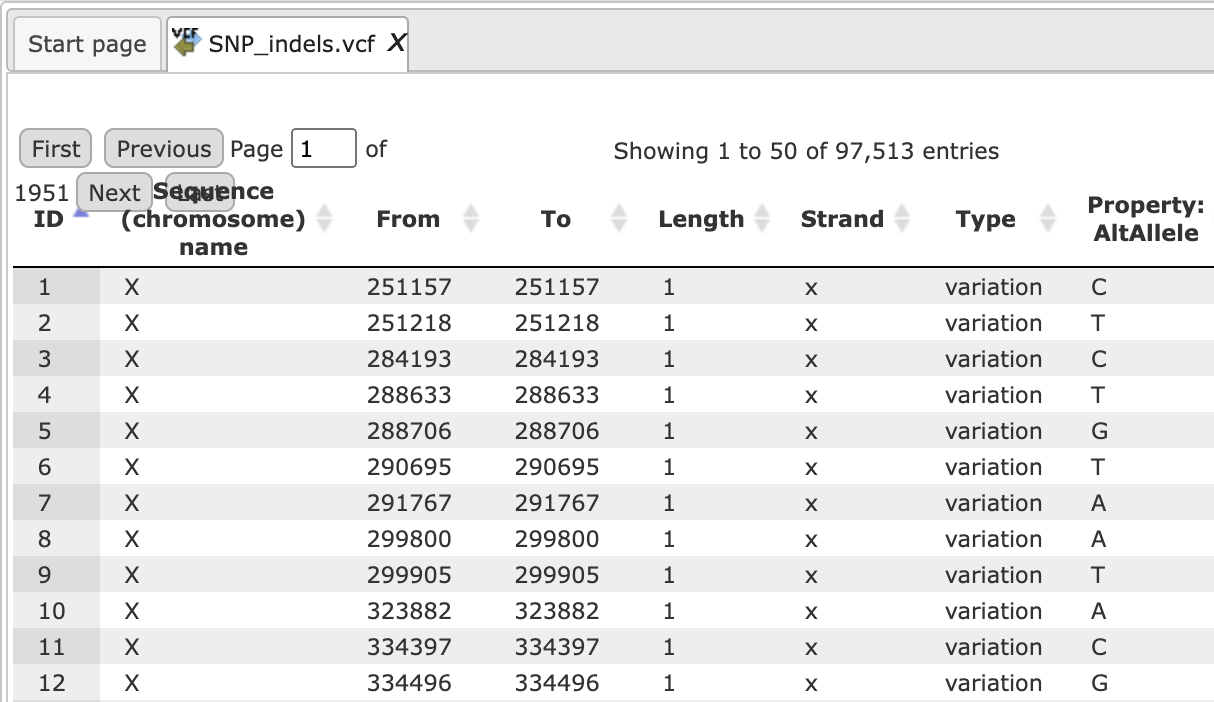 Start page VCF SNP_indels.vcf X
First Previous Page 1 of Showing 1 to 50 of 97,513 entries
1951 Next Last
ID Sequence (chromosome) name From To Length Strand Type Property: AltAllele
1 X 251157 251157 1 x variation C
2 X 251218 251218 1 x variation T
3 X 284193 284193 1 x variation C
4 X 288633 288633 1 x variation T
5 X 288706 288706 1 x variation G
6 X 290695 290695 1 x variation T
7 X 291767 291767 1 x variation A
8 X 299800 299800 1 x variation A
9 X 299905 299905 1 x variation T
10 X 323882 323882 1 x variation A
11 X 334397 334397 1 x variation C
12 X 334496 334496 1 x variation G